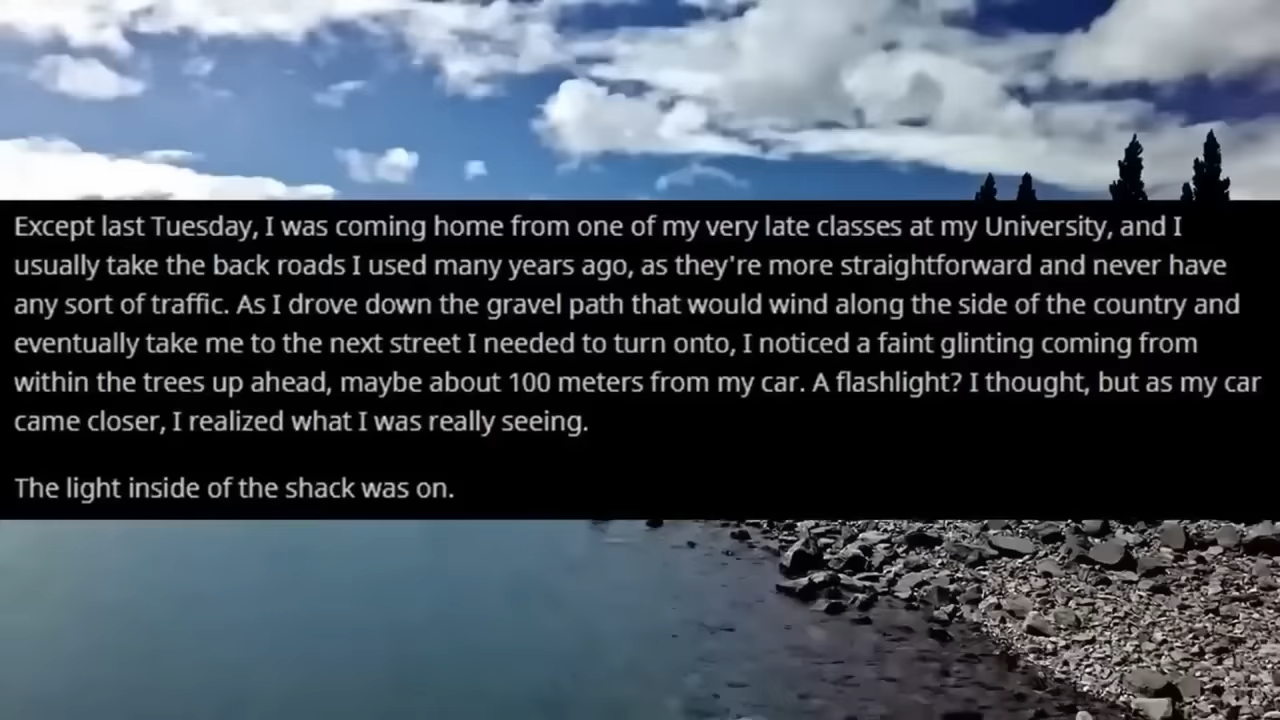 Except last Tuesday, I was coming home from one of my very late classes at my University, and I
usually take the back roads I used many years ago, as they're more straightforward and never have
any sort of traffic. As I drove down the gravel path that would wind along the side of the country and
eventually take me to the next street I needed to turn onto, I noticed a faint glinting coming from
within the trees up ahead, maybe about 100 meters from my car. A flashlight? I thought, but as my car
came closer, I realized what I was really seeing.
The light inside of the shack was on.